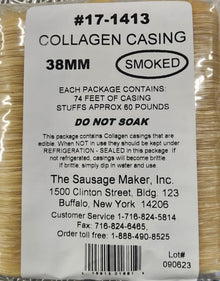 #17-1413
COLLAGEN CASING
38MM SMOKED
EACH PACKAGE CONTAINS:
74 FEET OF CASING
STUFFS APPROX 60 POUNDS
DO NOT SOAK
This package contains Collagen casings that are
edible. When NOT in use they should be kept under
REFRIGERATION - SEALED in this package. If
not refrigerated, casings will become brittle
If brittle, simply dip in water and use.
The Sausage Maker, Inc.
1500 Clinton Street, Bldg. 123
Buffalo, New York 14206
Customer Service 1-716-824-5814
Fax: 716-824-6465,
Order toll free: 1-888-490-8525
Lot#
090623